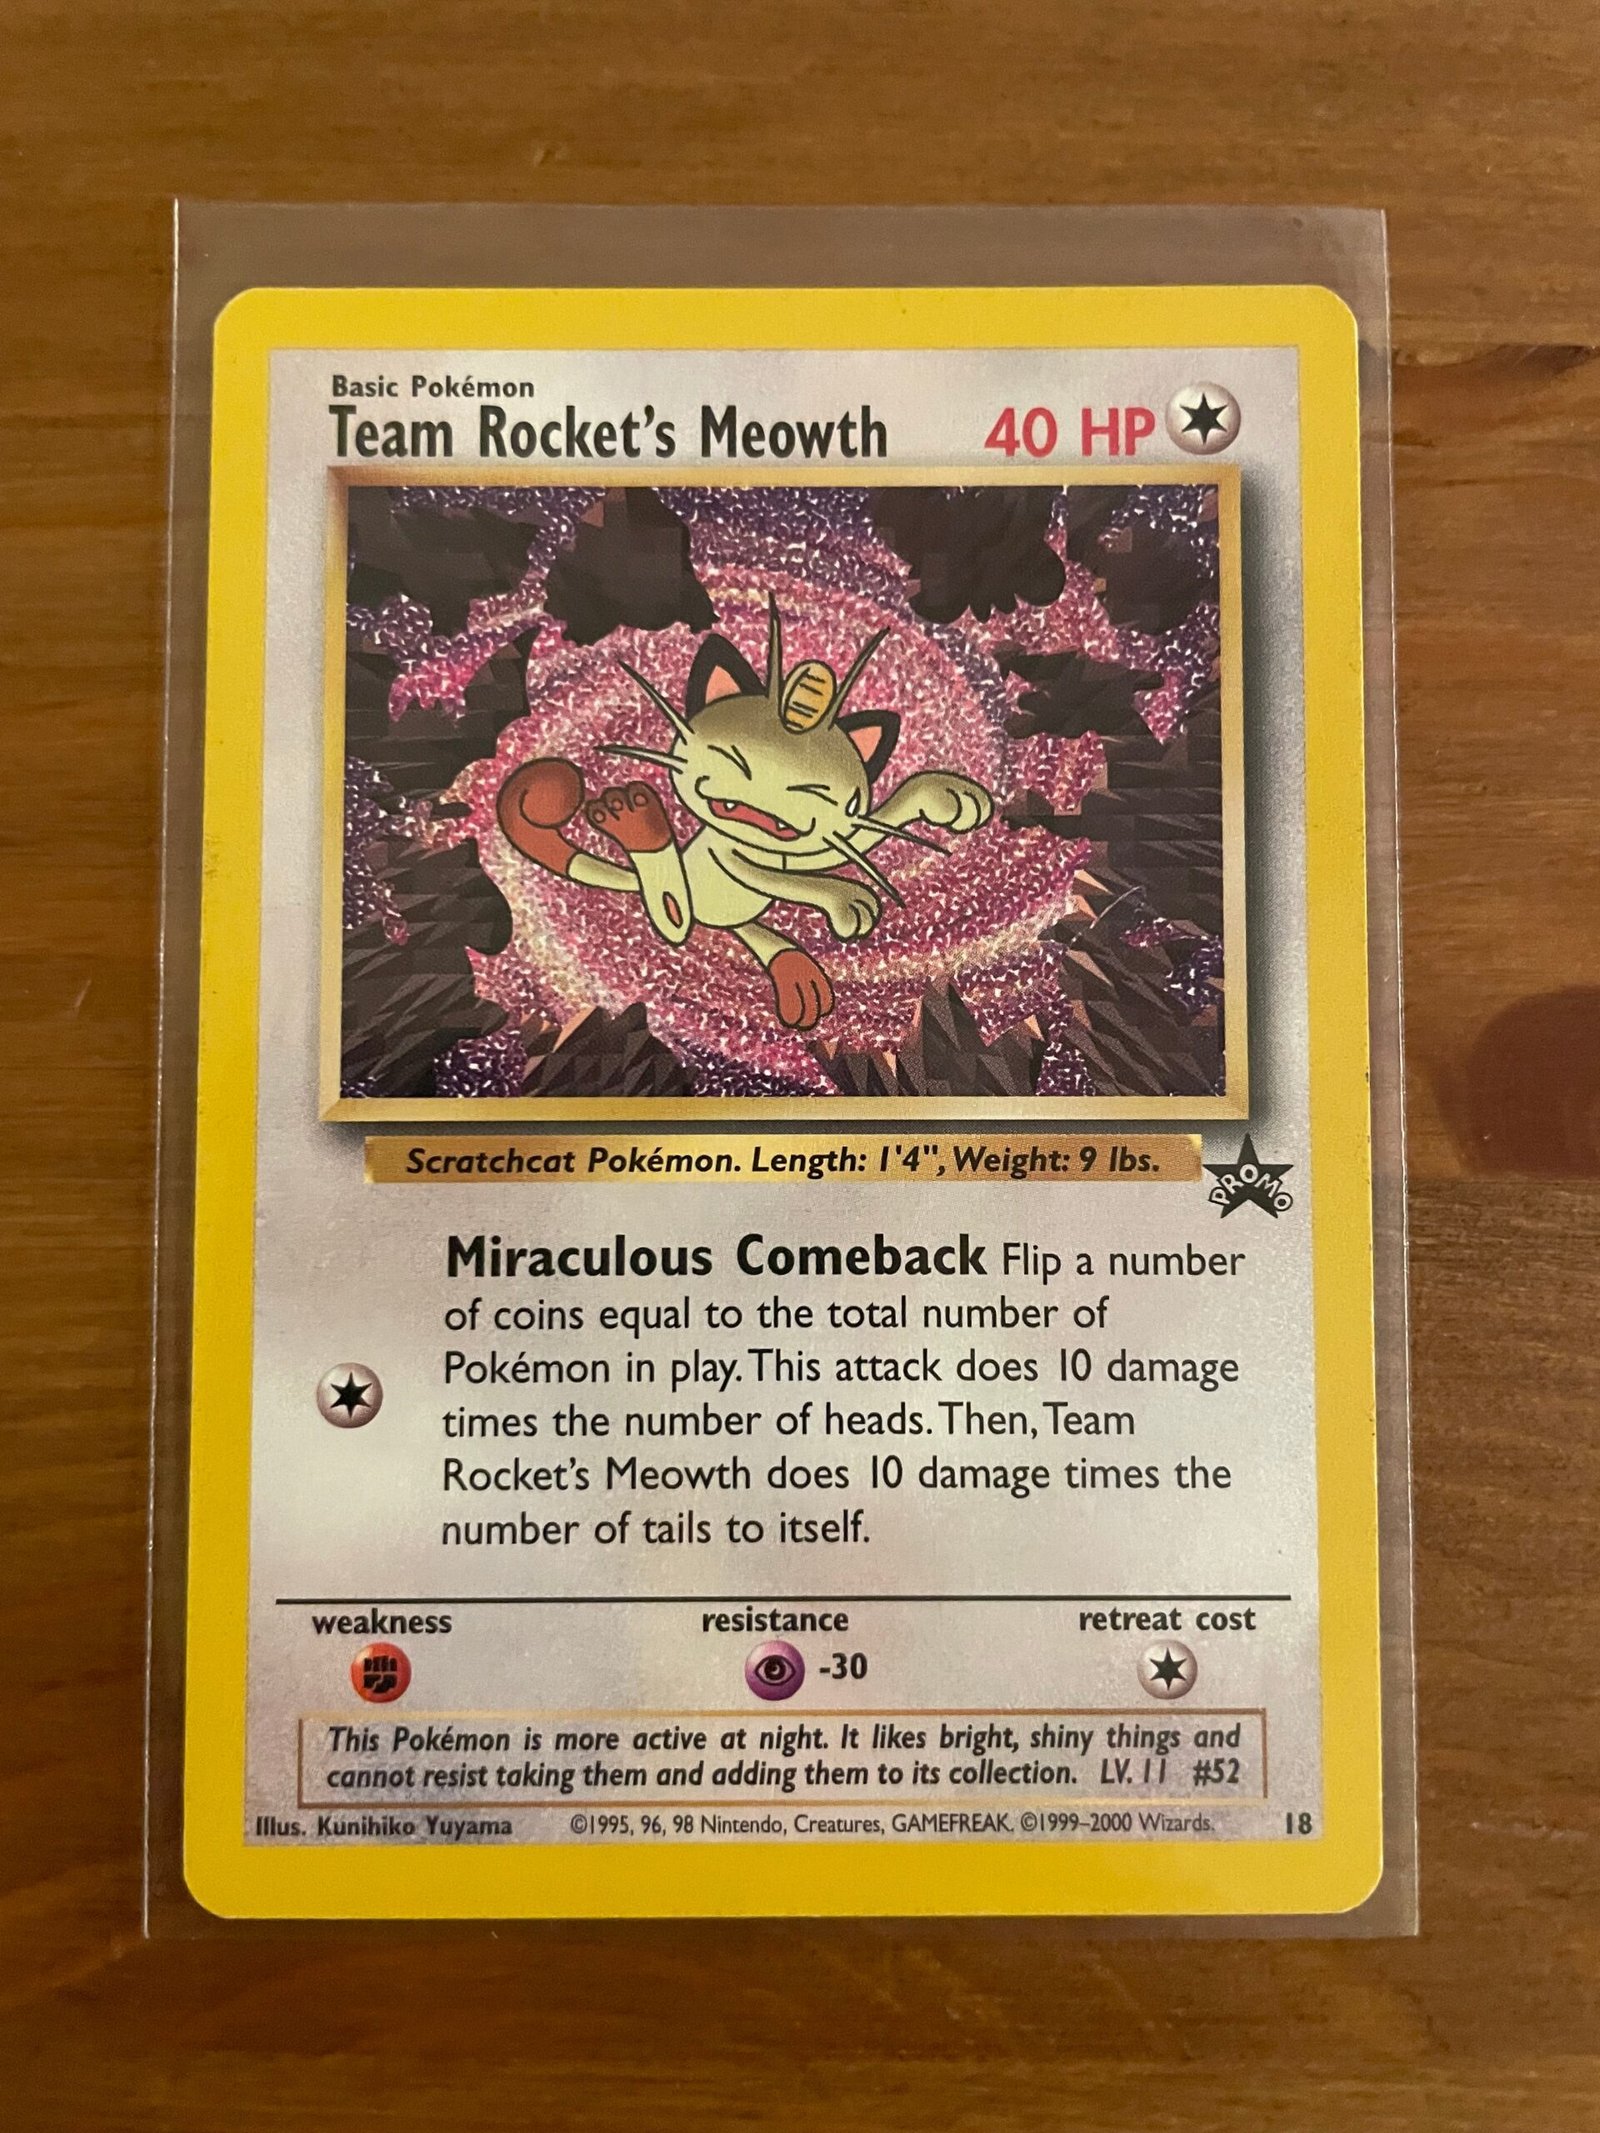 Basic Pokémon
Team Rocket's Meowth 40 HP
Scratchcat Pokémon. Length: 1'4", Weight: 9 lbs.
PROMO
Miraculous Comeback Flip a number
of coins equal to the total number of
Pokémon in play. This attack does 10 damage
times the number of heads. Then, Team
Rocket's Meowth does 10 damage times the
number of tails to itself.
weakness resistance retreat cost
-30
This Pokémon is more active at night. It likes bright, shiny things and
cannot resist taking them and adding them to its collection. LV. 11 #52
Illus. Kunihiko Yuyama ©1995, 96, 98 Nintendo, Creatures, GAMEFREAK. ©1999–2000 Wizards. 18